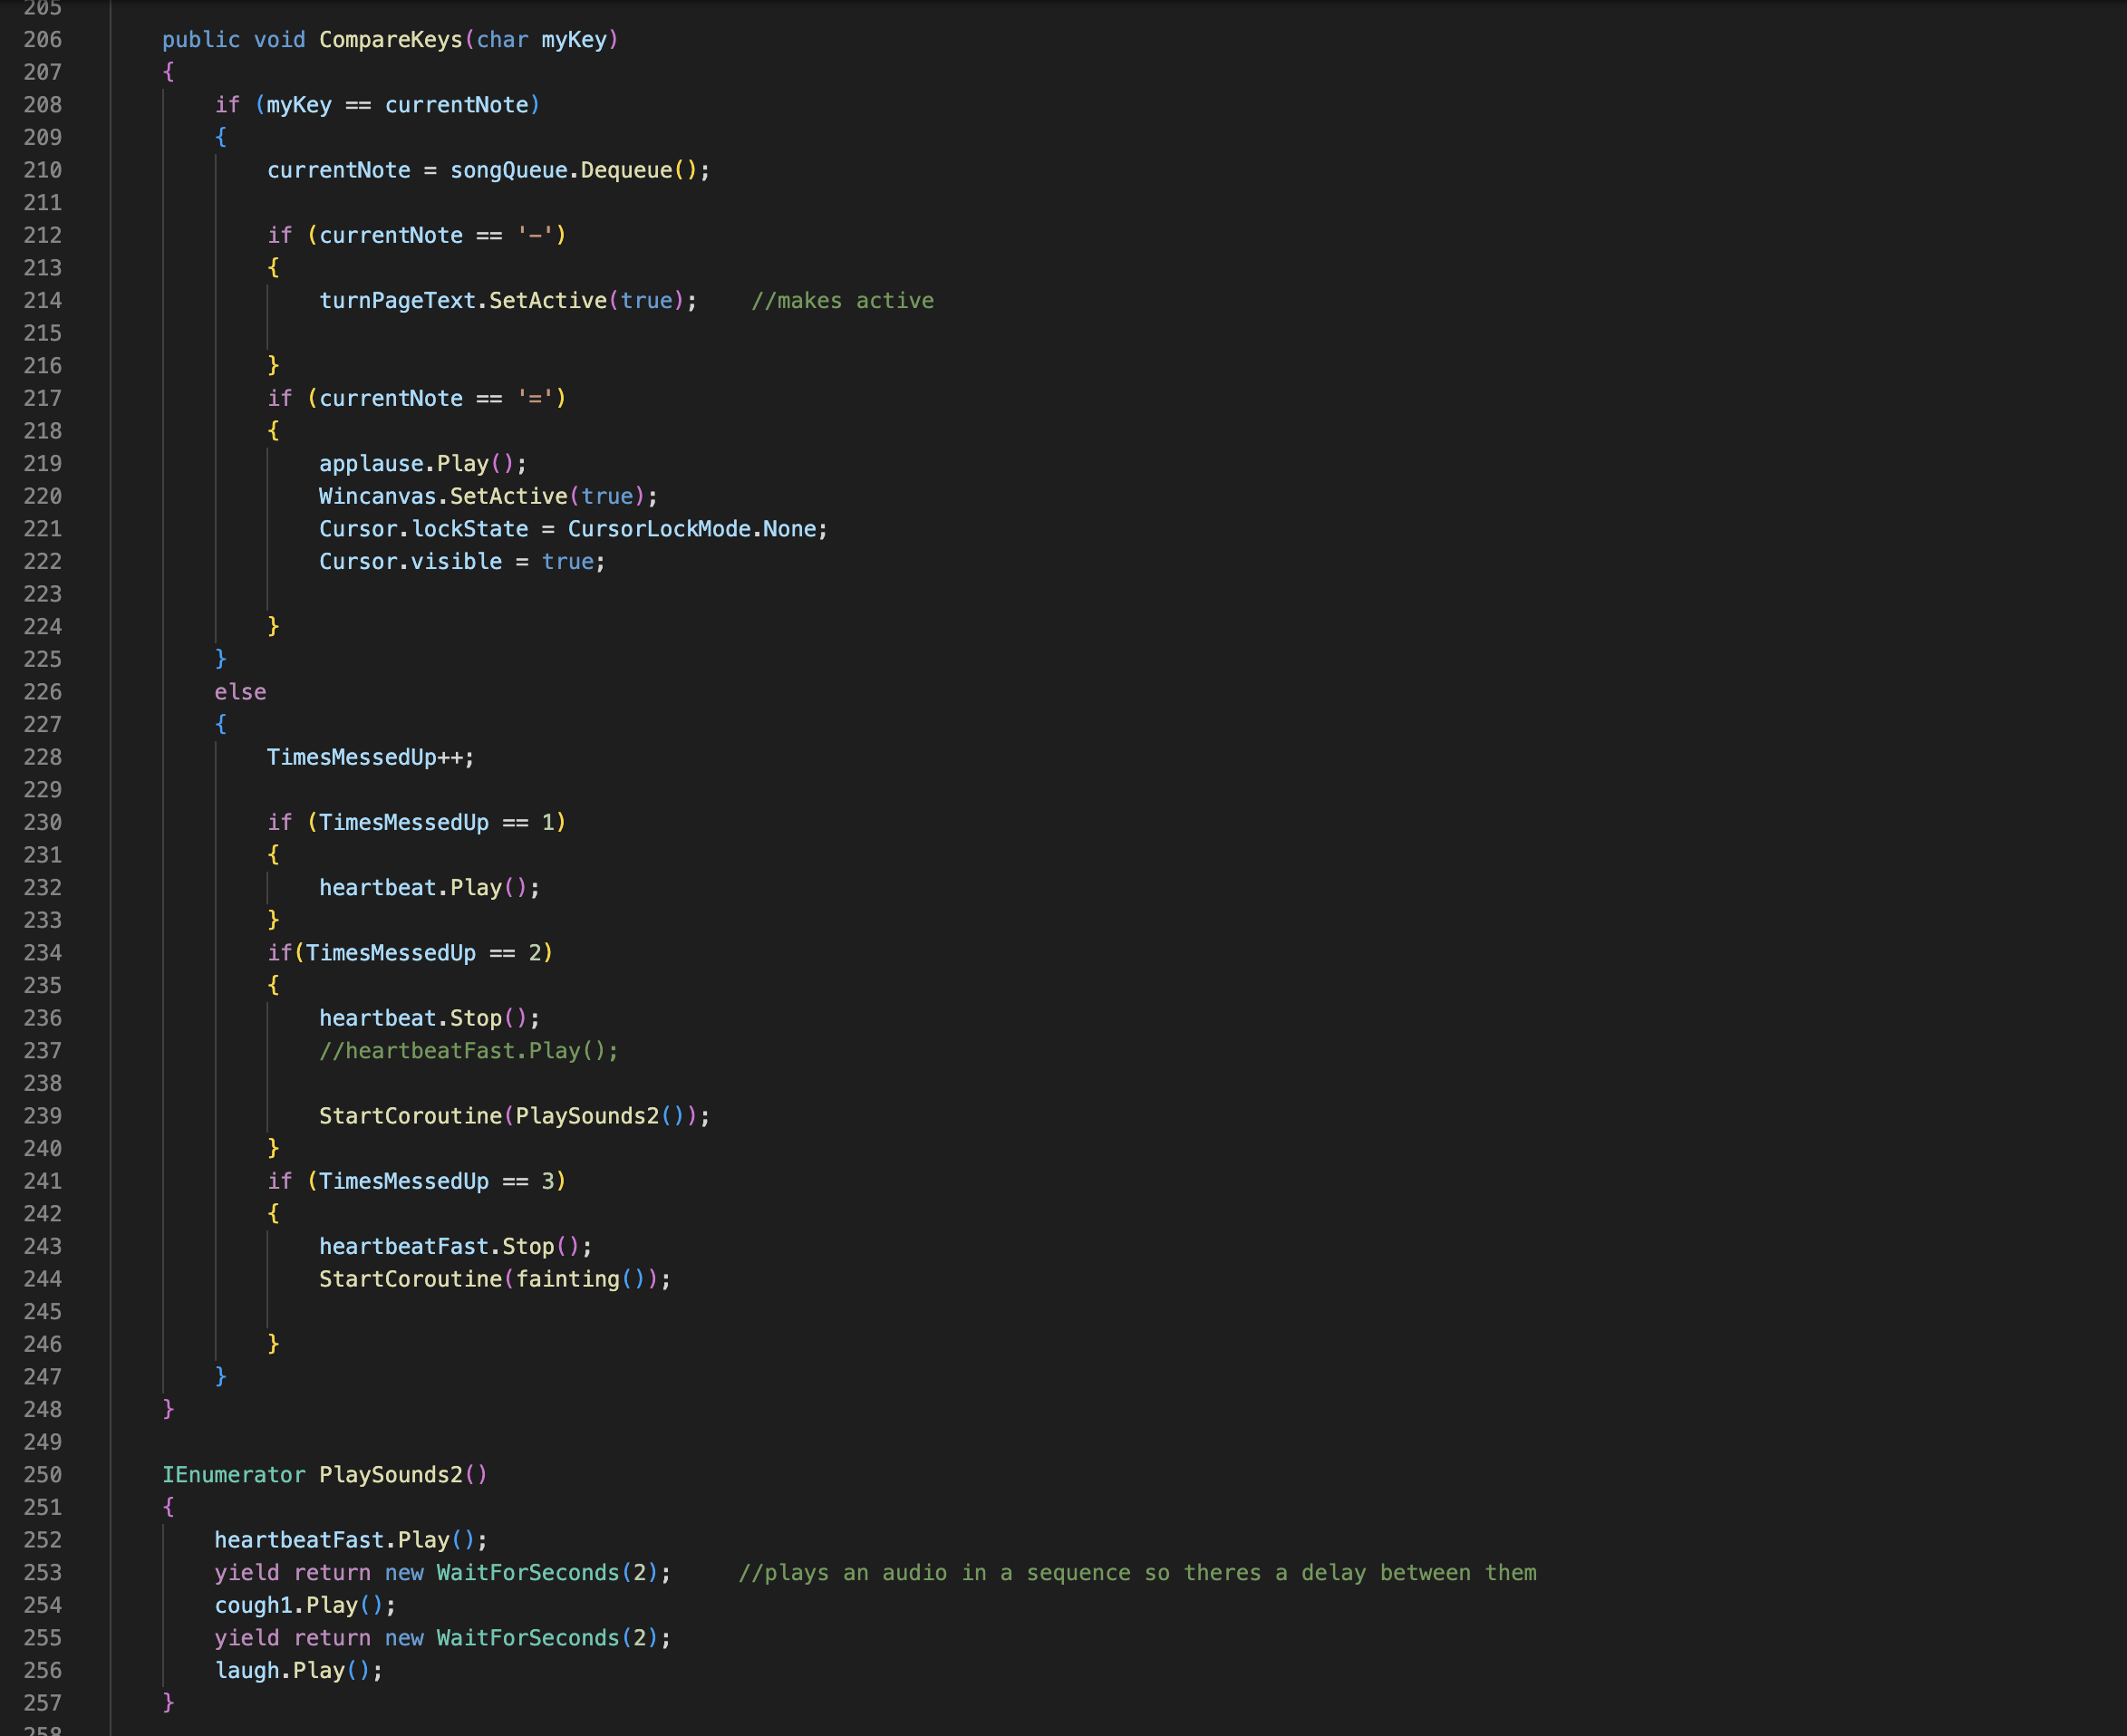 205
206 public void CompareKeys(char myKey)
207 {
208 if (myKey == currentNote)
209 {
210 currentNote = songQueue.Dequeue();
211
212 if (currentNote == '-')
213 {
214 turnPageText.SetActive(true); //makes active
215
216 }
217 if (currentNote == '=')
218 {
219 applause.Play();
220 Wincanvas.SetActive(true);
221 Cursor.lockState = CursorLockMode.None;
222 Cursor.visible = true;
223
224 }
225 }
226 else
227 {
228 TimesMessedUp++;
229
230 if (TimesMessedUp == 1)
231 {
232 heartbeat.Play();
233 }
234 if(TimesMessedUp == 2)
235 {
236 heartbeat.Stop();
237 //heartbeatFast.Play();
238
239 StartCoroutine(PlaySounds2());
240 }
241 if (TimesMessedUp == 3)
242 {
243 heartbeatFast.Stop();
244 StartCoroutine(fainting());
245
246 }
247 }
248 }
249
250 IEnumerator PlaySounds2()
251 {
252 heartbeatFast.Play();
253 yield return new WaitForSeconds(2); //plays an audio in a sequence so theres a delay between them
254 cough1.Play();
255 yield return new WaitForSeconds(2);
256 laugh.Play();
257 }
258